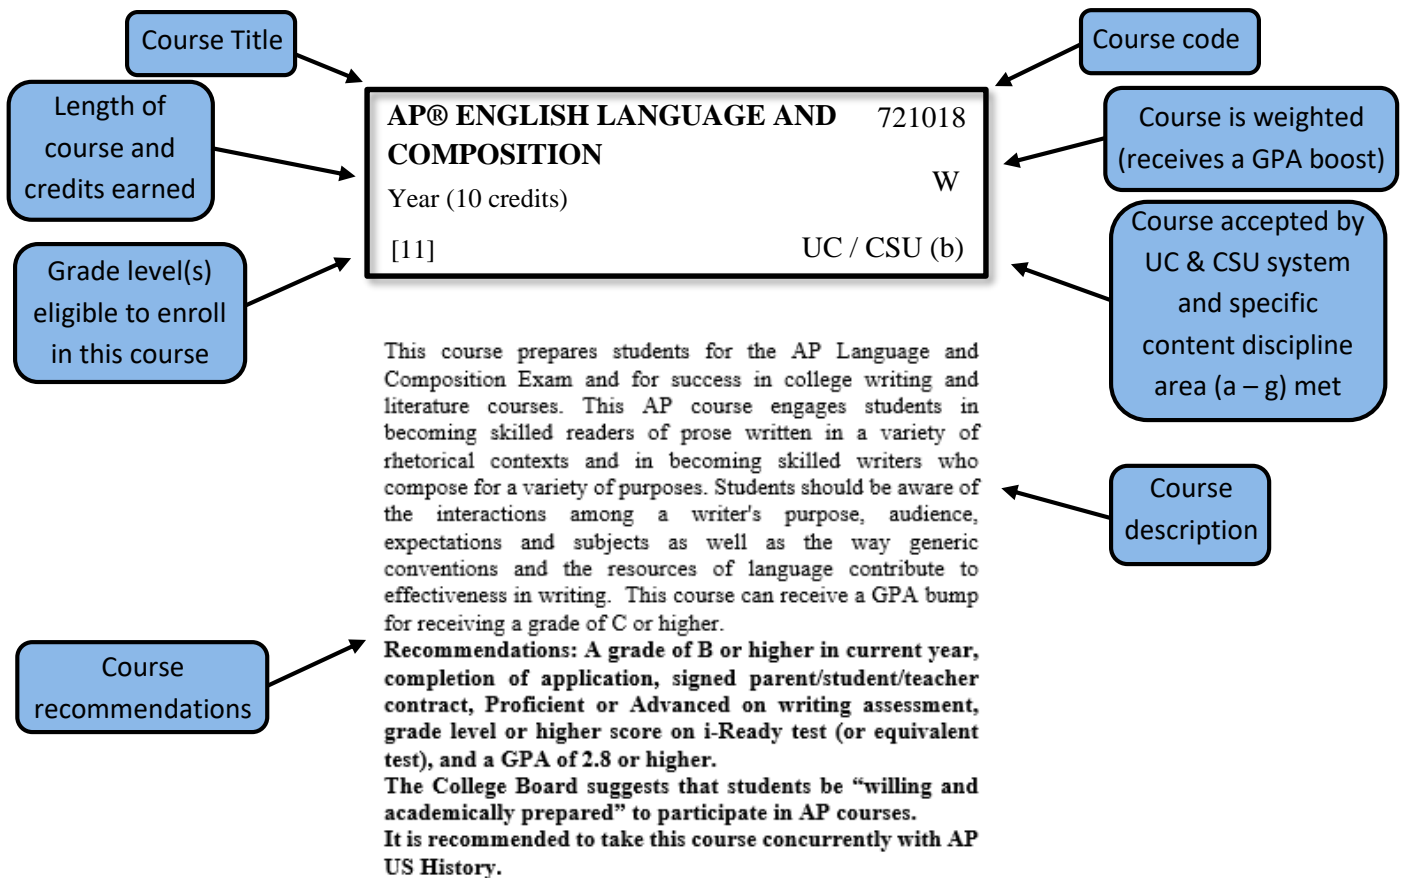 Course Title
Course code
Length of
course and
credits earned
AP® ENGLISH LANGUAGE AND 721018
COMPOSITION
W
Year (10 credits)
[11] UC / CSU (b)
Course is weighted
(receives a GPA boost)
Grade level(s)
eligible to enroll
in this course
Course accepted by
UC & CSU system
and specific
content discipline
area (a – g) met
This course prepares students for the AP Language and
Composition Exam and for success in college writing and
literature courses. This AP course engages students in
becoming skilled readers of prose written in a variety of
rhetorical contexts and in becoming skilled writers who
compose for a variety of purposes. Students should be aware of
the interactions among a writer's purpose, audience,
expectations and subjects as well as the way generic
conventions and the resources of language contribute to
effectiveness in writing. This course can receive a GPA bump
for receiving a grade of C or higher.
Course
description
Course
recommendations
Recommendations: A grade of B or higher in current year,
completion of application, signed parent/student/teacher
contract, Proficient or Advanced on writing assessment,
grade level or higher score on i-Ready test (or equivalent
test), and a GPA of 2.8 or higher.
The College Board suggests that students be “willing and
academically prepared” to participate in AP courses.
It is recommended to take this course concurrently with AP
US History.